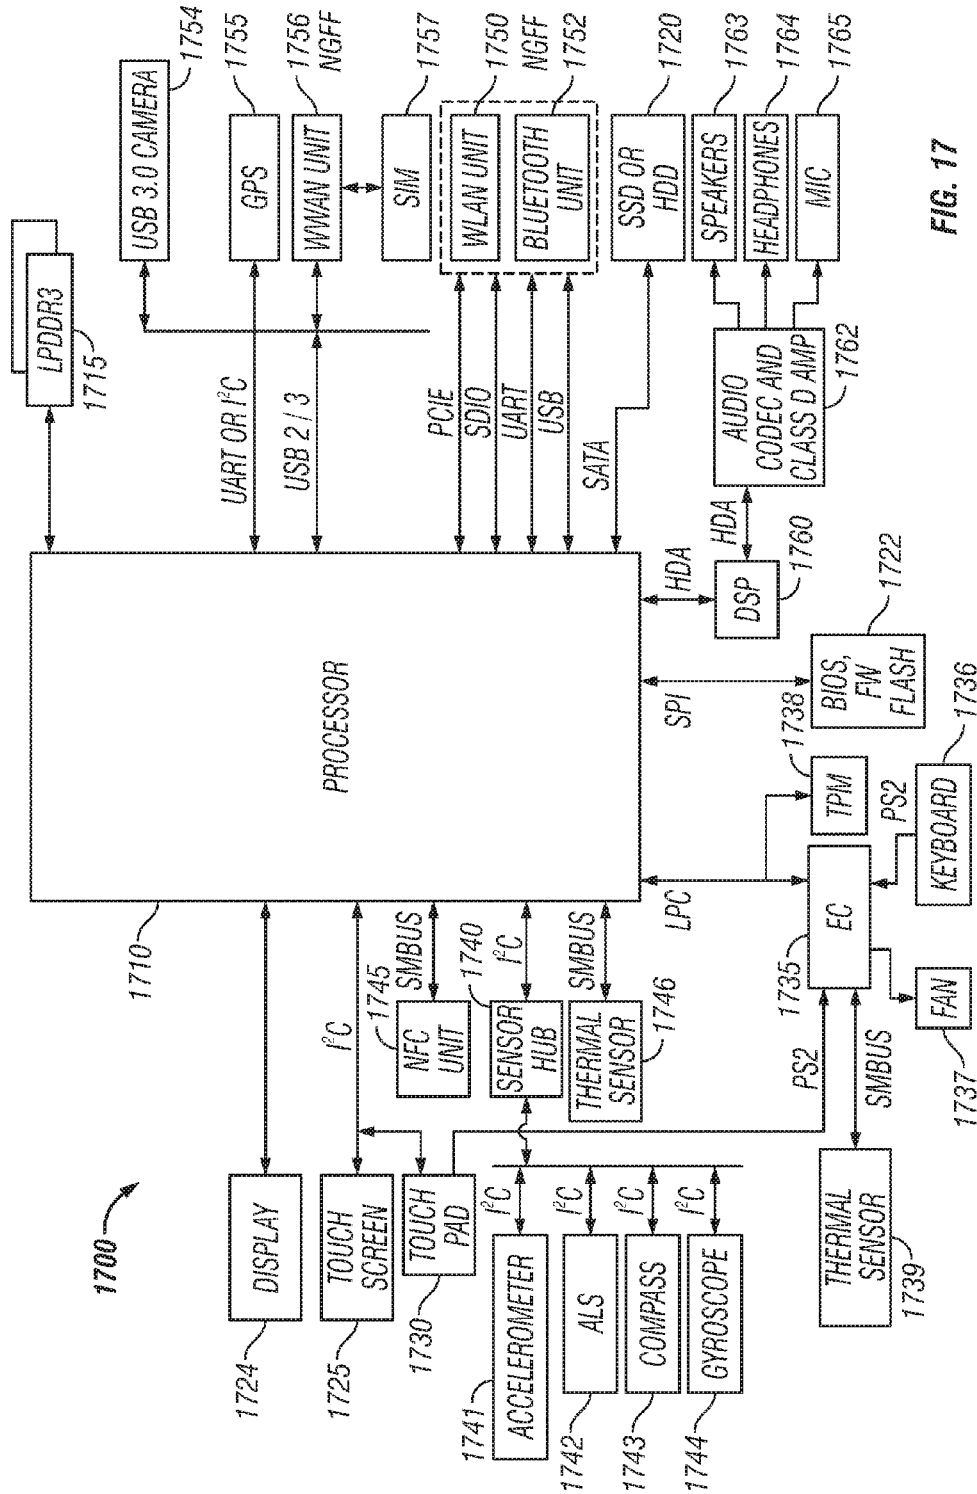 1700
LPDDR3
1715
USB 3.0 CAMERA
1754
GPS
1755
WWAN UNIT
1756
NGFF
SIM
1757
WLAN UNIT
1750
NGFF
BLUETOOTH
UNIT
1752
SSD OR
HDD
1720
SPEAKERS
1763
HEADPHONES
1764
MIC
1765
UART OR I²C
USB 2 / 3
PCIE
SDIO
UART
USB
SATA
AUDIO
CODEC AND
CLASS D AMP
1762
HDA
HDA
DSP
1760
PROCESSOR
1710
SPI
BIOS,
FW
FLASH
1722
LPC
TPM
1738
EC
1735
PS2
KEYBOARD
1736
FAN
1737
DISPLAY
1724
TOUCH
SCREEN
1725
I²C
TOUCH
PAD
1730
NFC
UNIT
1745
SMBUS
SENSOR
HUB
1740
I²C
THERMAL
SENSOR
1746
SMBUS
PS2
SMBUS
THERMAL
SENSOR
1739
ACCELEROMETER
1741
I²C
ALS
1742
I²C
COMPASS
1743
I²C
GYROSCOPE
1744
I²C
FIG. 17